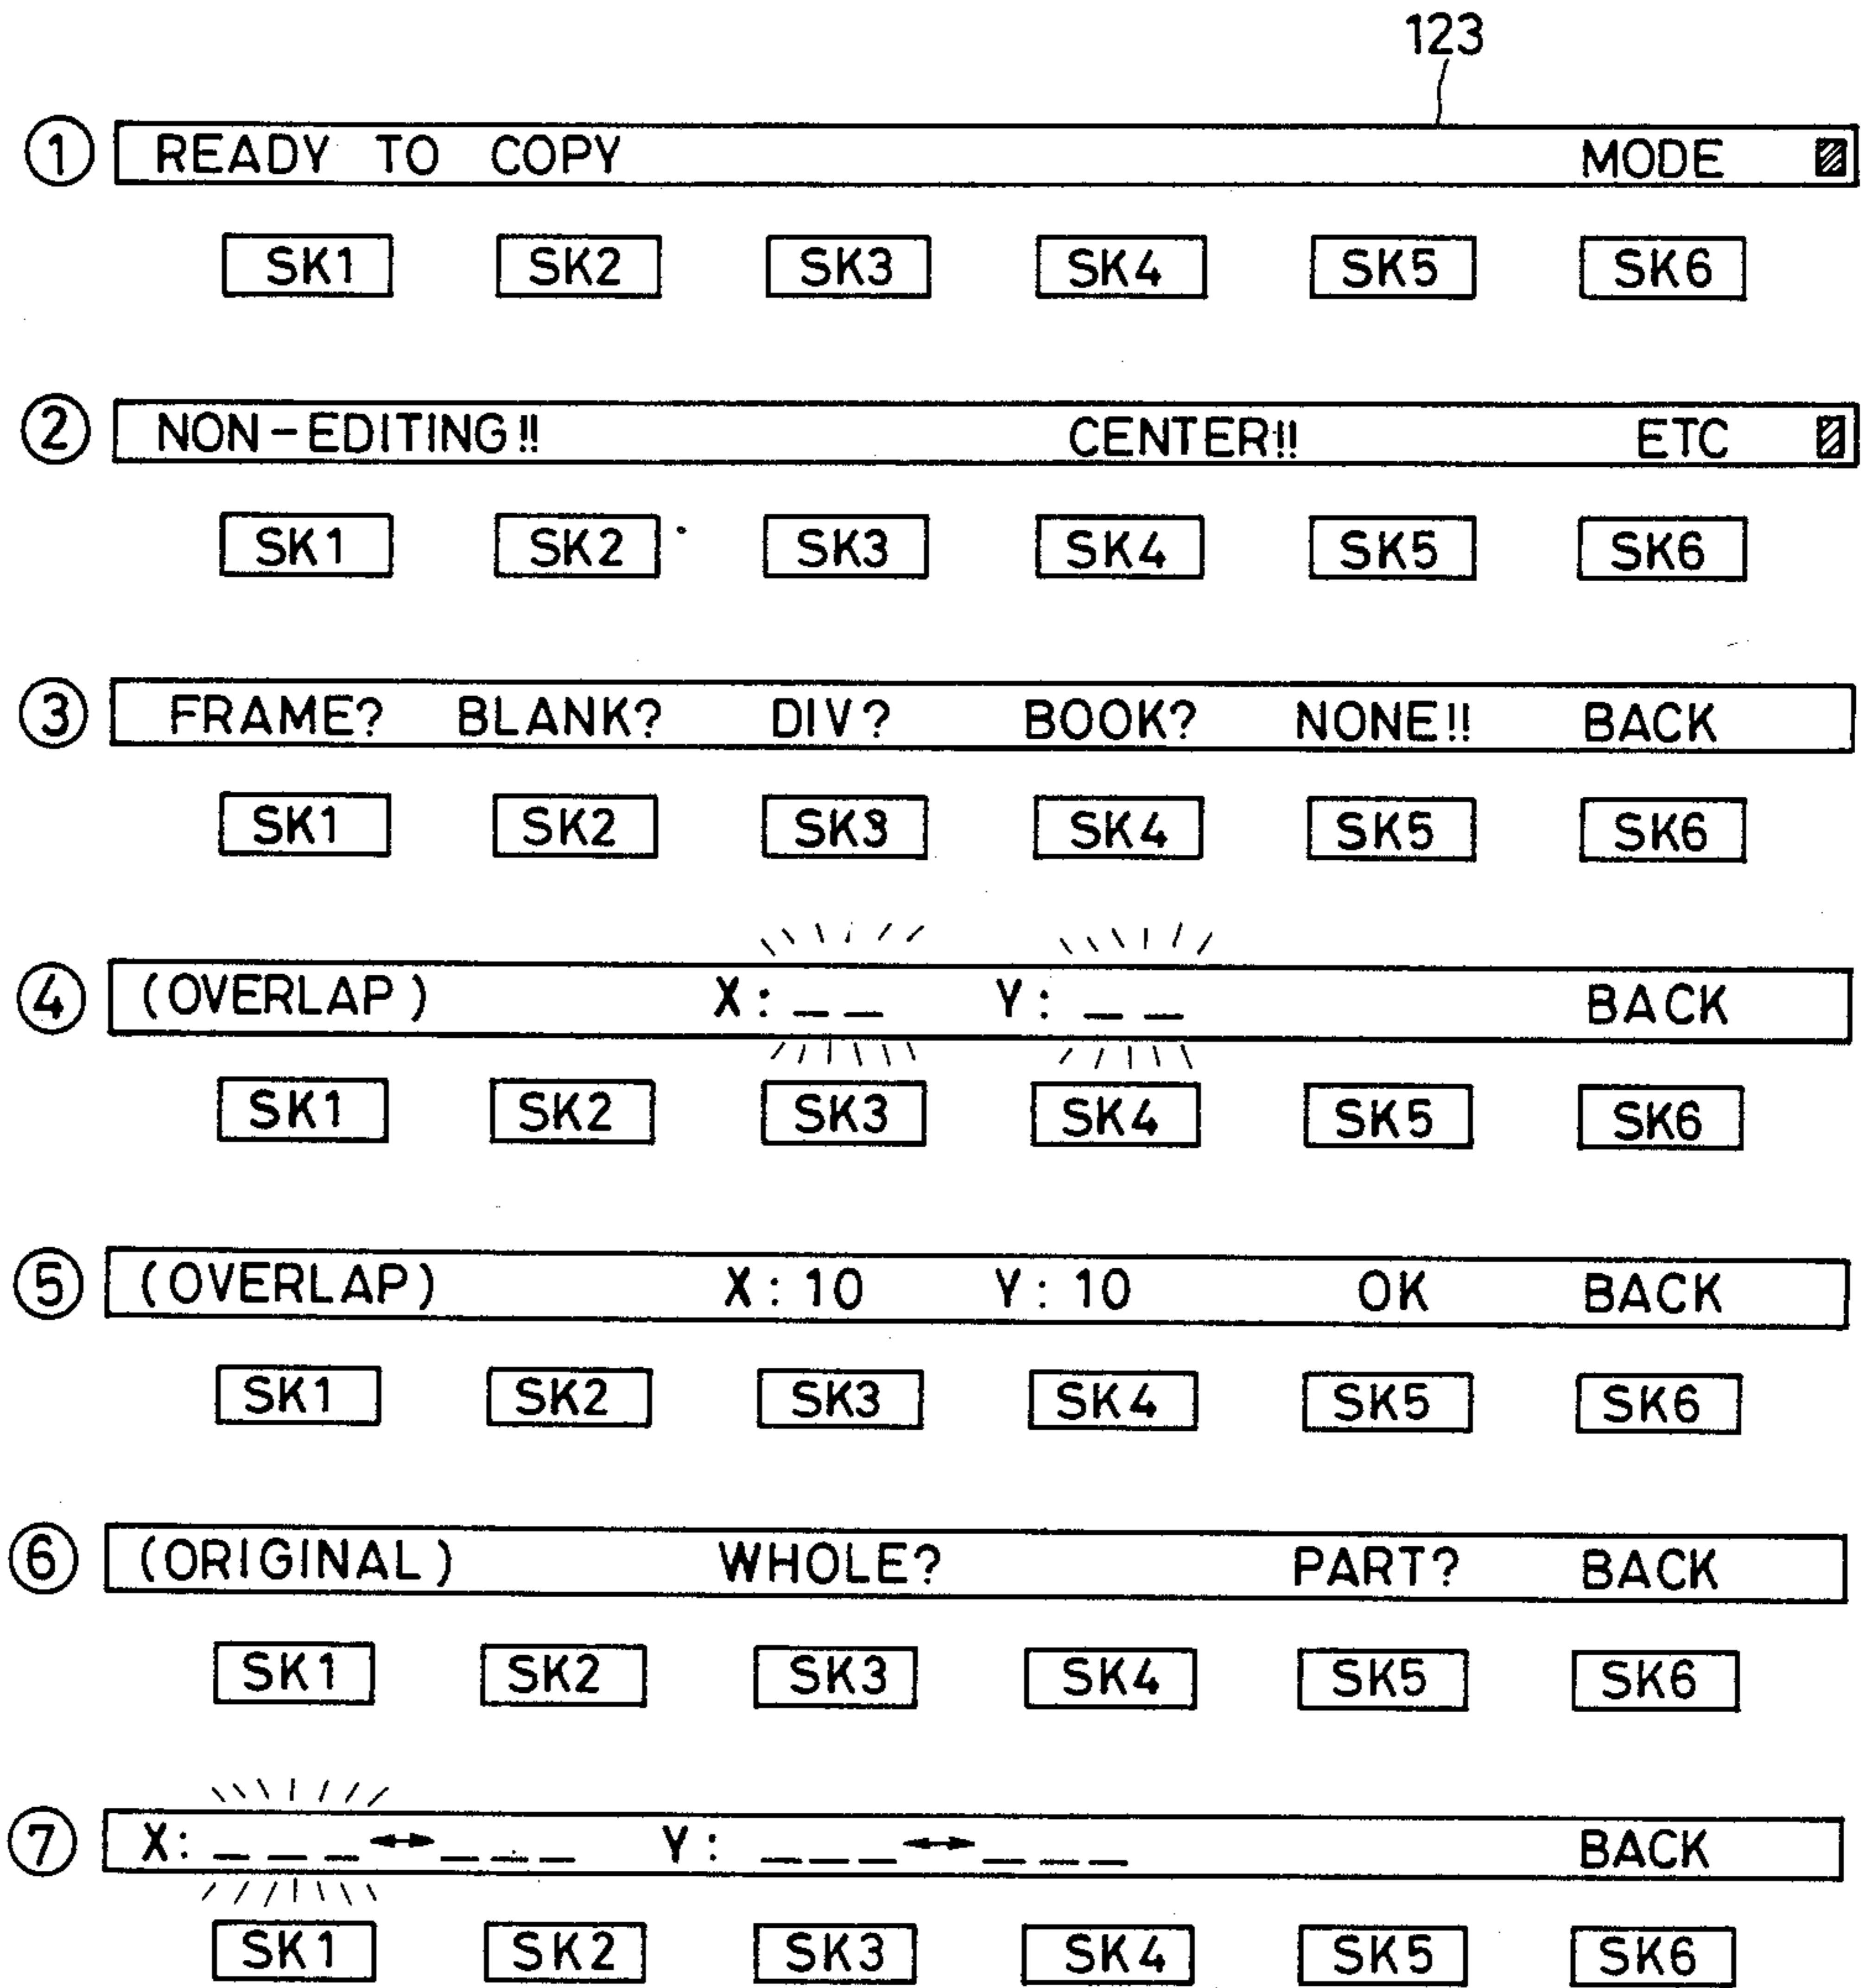 123
① READY TO COPY MODE
SK1 SK2 SK3 SK4 SK5 SK6
② NON-EDITING!! CENTER!! ETC
SK1 SK2 SK3 SK4 SK5 SK6
③ FRAME? BLANK? DIV? BOOK? NONE!! BACK
SK1 SK2 SK3 SK4 SK5 SK6
④ (OVERLAP) X: _ _ Y: _ _ BACK
SK1 SK2 SK3 SK4 SK5 SK6
⑤ (OVERLAP) X: 10 Y: 10 OK BACK
SK1 SK2 SK3 SK4 SK5 SK6
⑥ (ORIGINAL) WHOLE? PART? BACK
SK1 SK2 SK3 SK4 SK5 SK6
⑦ X: _ _ _ ↔ _ _ _ Y: _ _ _ ↔ _ _ _ BACK
SK1 SK2 SK3 SK4 SK5 SK6